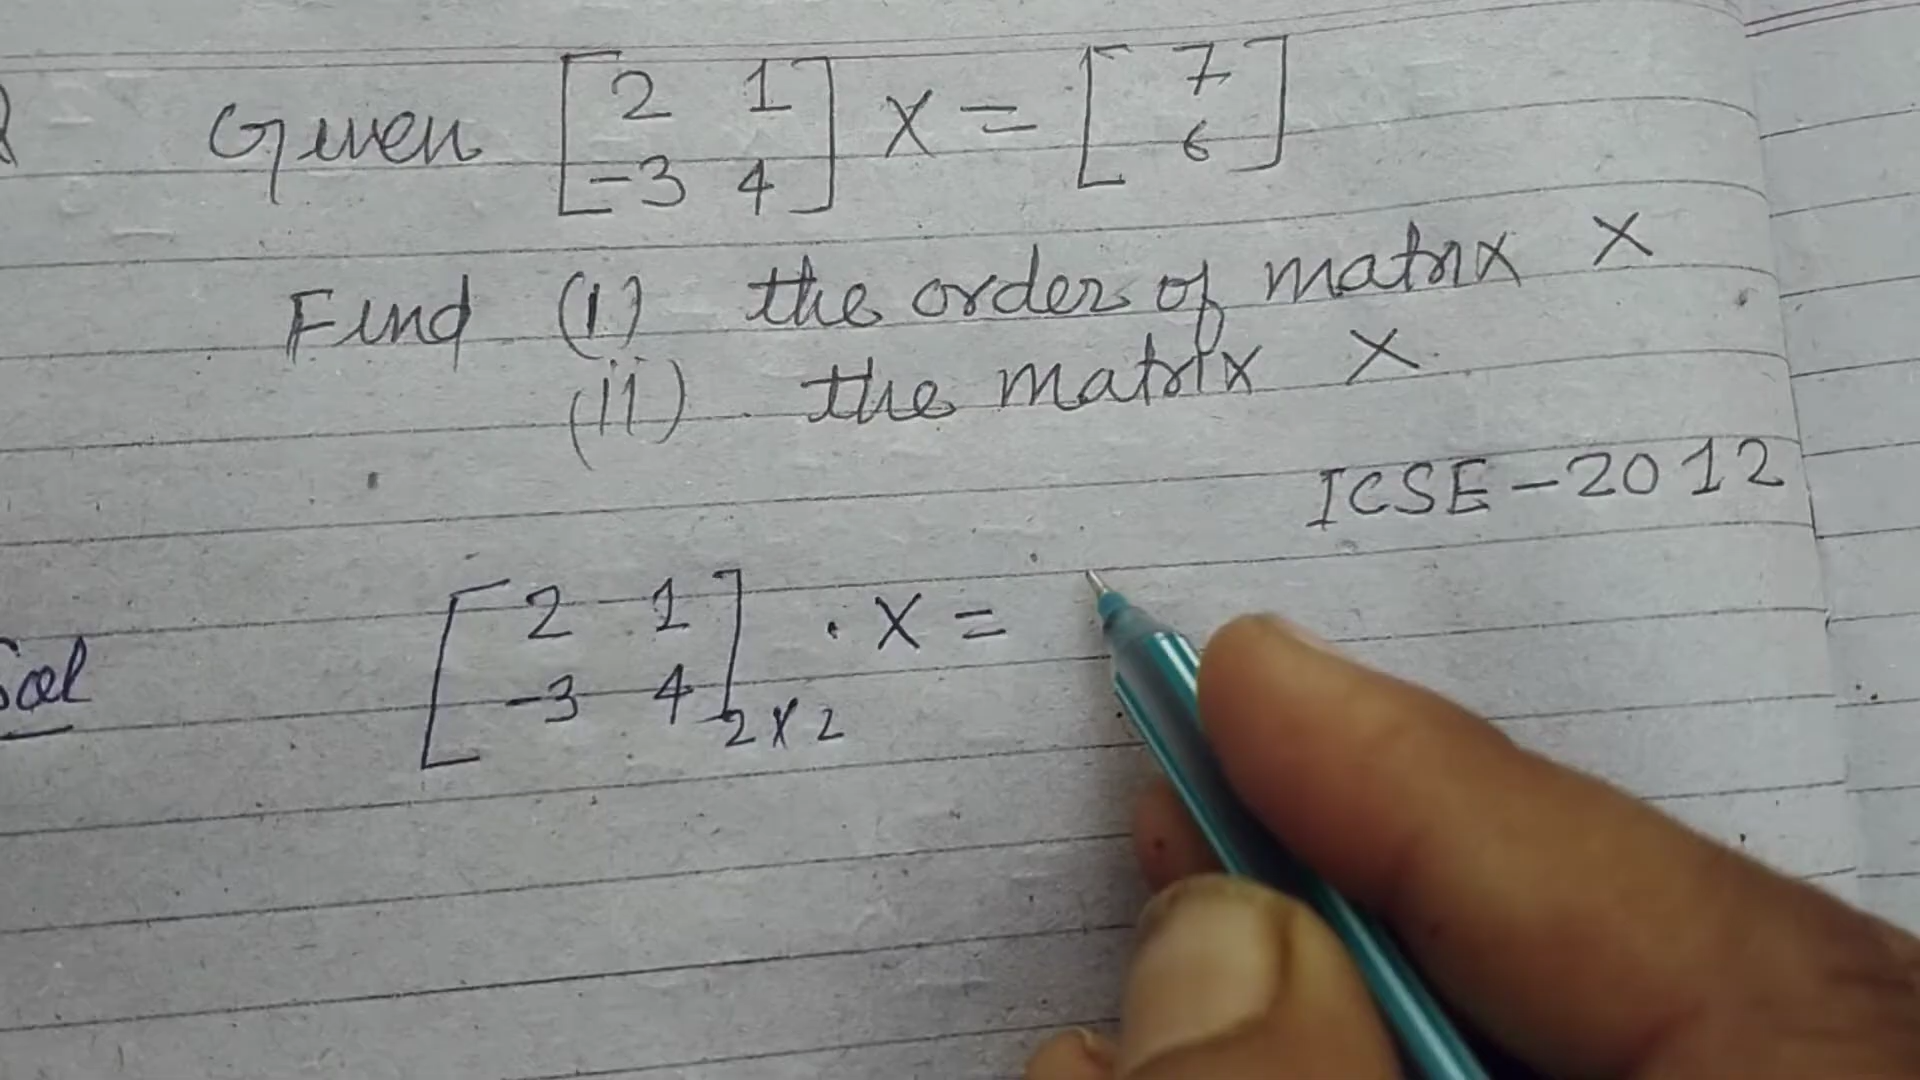 Given [2 1 -3 4] X = [7 6]
Find (i) the order of matrix X
(ii) the matrix X
ICSE-2012
Sol [2 1 -3 4]2x2 . X =